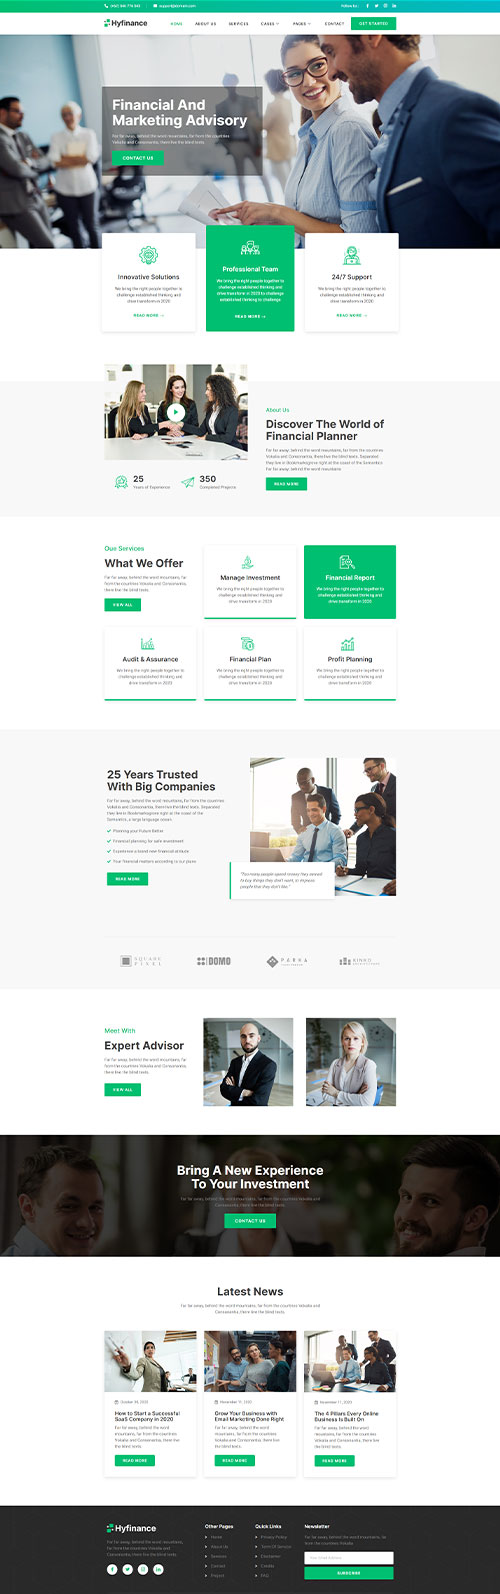 support@domain.com
Follow Us :
Hyfinance
HOME
ABOUT US
SERVICES
CASES
PAGES
CONTACT
GET STARTED
Financial And
Marketing Advisory
Far far away, behind the word mountains, far from the countries
Vokalia and Consonantia, there live the blind texts.
CONTACT US
Innovative Solutions
We bring the right people together to
challenge established thinking and
drive transform in 2020
READ MORE
Professional Team
We bring the right people together to
challenge established thinking and
drive transform in 2020 to challenge
established thinking to challenge
READ MORE
24/7 Support
We bring the right people together to
challenge established thinking and
drive transform in 2020
READ MORE
25
Years of Experience
350
Completed Projects
About Us
Discover The World of
Financial Planner
Far far away, behind the word mountains, far from the countries
Vokalia and Consonantia, there live the blind texts. Separated
they live in Bookmarksgrove right at the coast of the Semantics
Far far away, behind the word mountains
READ MORE
Our Services
What We Offer
Far far away, behind the word mountains, far
from the countries Vokalia and Consonantia,
there live the blind texts.
VIEW ALL
Manage Investment
We bring the right people together to
challenge established thinking and
drive transform in 2020
Financial Report
We bring the right people together to
challenge established thinking and
drive transform in 2020
Audit & Assurance
We bring the right people together to
challenge established thinking and
drive transform in 2020
Financial Plan
We bring the right people together to
challenge established thinking and
drive transform in 2020
Profit Planning
We bring the right people together to
challenge established thinking and
drive transform in 2020
25 Years Trusted
With Big Companies
Far far away, behind the word mountains, far from the countries
Vokalia and Consonantia, there live the blind texts. Separated
they live in Bookmarksgrove right at the coast of the
Semantics, a large language ocean.
Planning your Future Better
Financial planning for safe investment
Experience a brand new financial attitude
Your financial matters according to our plans
READ MORE
"Too many people spend money they earned
to buy things they don't want, to impress
people that they don't like."
SQUARE
PIXEL
DOMO
PARKA
KINKO
Meet With
Expert Advisor
Far far away, behind the word mountains, far
from the countries Vokalia and Consonantia,
there live the blind texts.
VIEW ALL
Bring A New Experience
To Your Investment
Far far away, behind the word mountains, far from the countries Vokalia and
Consonantia, there live the blind texts.
CONTACT US
Latest News
Far far away, behind the word mountains, far from the countries Vokalia and
Consonantia, there live the blind texts.
How to Start a Successful
SaaS Company in 2020
Far far away, behind the word
mountains, far from the countries
Vokalia and Consonantia, there live
the blind texts.
READ MORE
Grow Your Business with
Email Marketing Done Right
Far far away, behind the word
mountains, far from the countries
Vokalia and Consonantia, there live
the blind texts.
READ MORE
The 4 Pillars Every Online
Business Is Built On
Far far away, behind the word
mountains, far from the countries
Vokalia and Consonantia, there live
the blind texts.
READ MORE
Hyfinance
Far far away, behind the word mountains,
far from the countries Vokalia and
Consonantia, there live the blind texts.
Other Pages
Home
About Us
Services
Contact
Project
Quick Links
Privacy Policy
Term Of Service
Disclaimer
Credits
FAQ
Newsletter
Far far away, behind the word mountains, far
from the countries Vokalia
Your Email Address
SUBSCRIBE